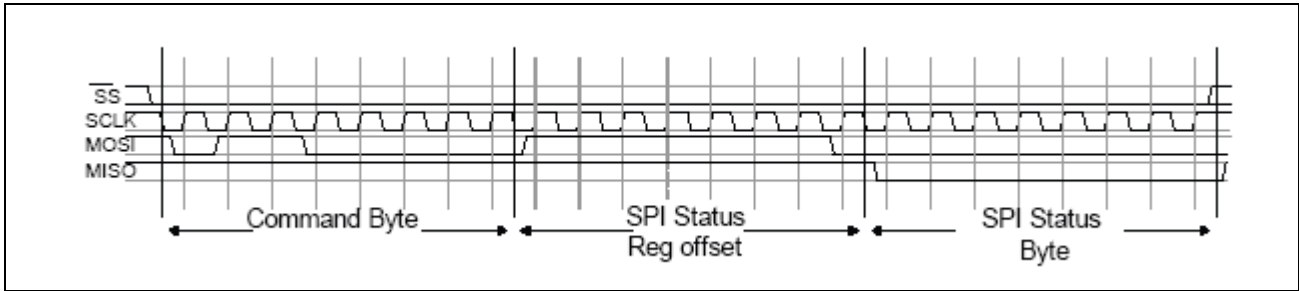 SS
SCLK
MOSI
MISO
Command Byte
SPI Status
Reg offset
SPI Status
Byte